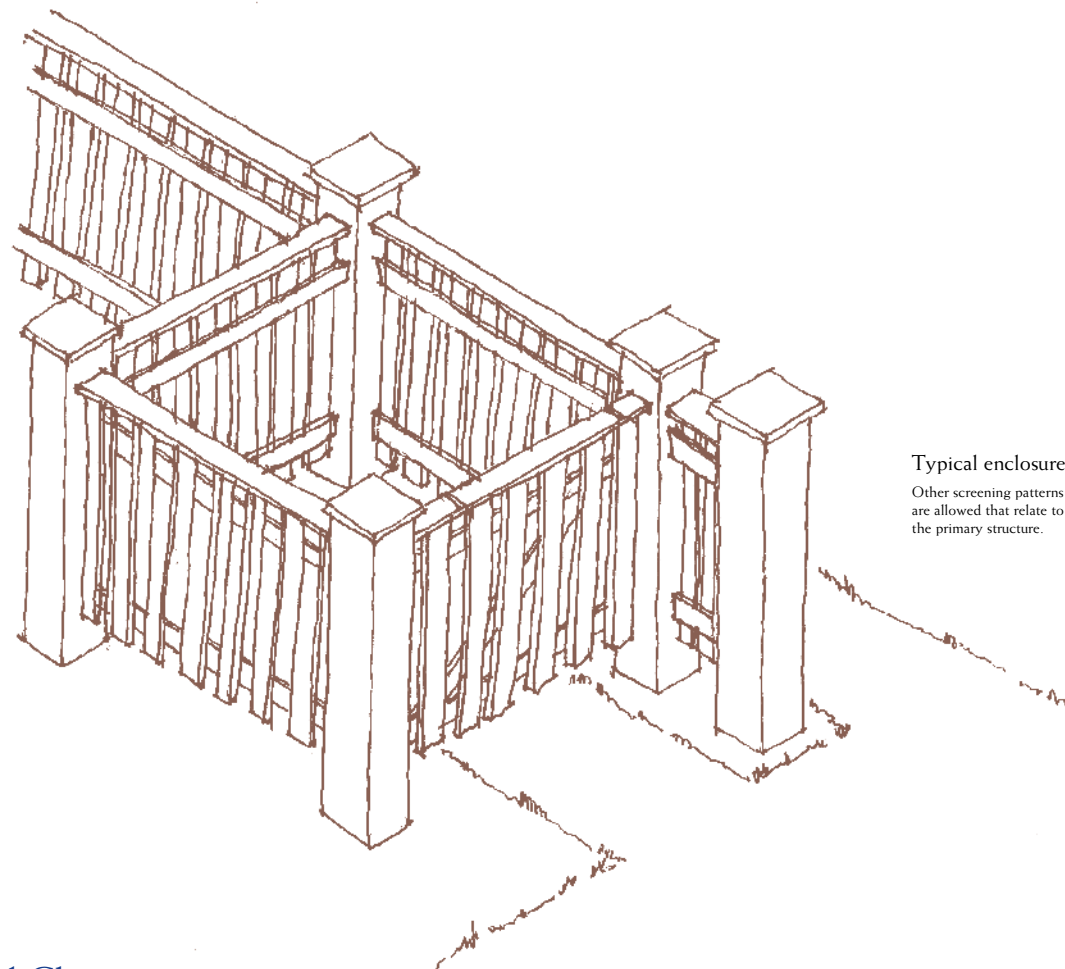 Typical enclosure
Other screening patterns
are allowed that relate to
the primary structure.